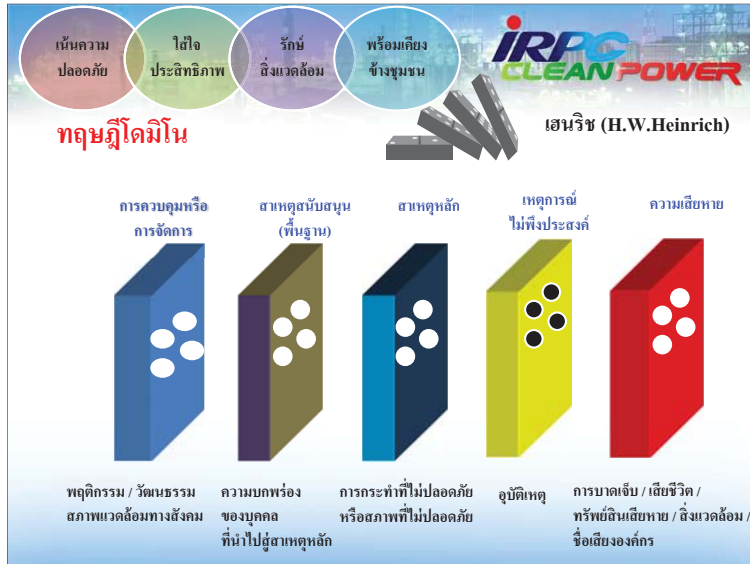 เน้นความ
ปลอดภัย
ใส่ใจ
ประสิทธิภาพ
รักษ์
สิ่งแวดล้อม
พร้อมเคียง
ข้างชุมชน
IRPC
CLEAN POWER
ทฤษฎีโดมิโน
เฮนริช (H.W.Heinrich)
การควบคุมหรือ
การจัดการ
สาเหตุสนับสนุน
(พื้นฐาน)
สาเหตุหลัก
เหตุการณ์
ไม่พึงประสงค์
ความเสียหาย
พฤติกรรม / วัฒนธรรม
สภาพแวดล้อมทางสังคม
ความบกพร่อง
ของบุคคล
ที่นำไปสู่สาเหตุหลัก
การกระทำที่ไม่ปลอดภัย
หรือสภาพที่ไม่ปลอดภัย
อุบัติเหตุ
การบาดเจ็บ / เสียชีวิต /
ทรัพย์สินเสียหาย / สิ่งแวดล้อม /
ชื่อเสียงองค์กร